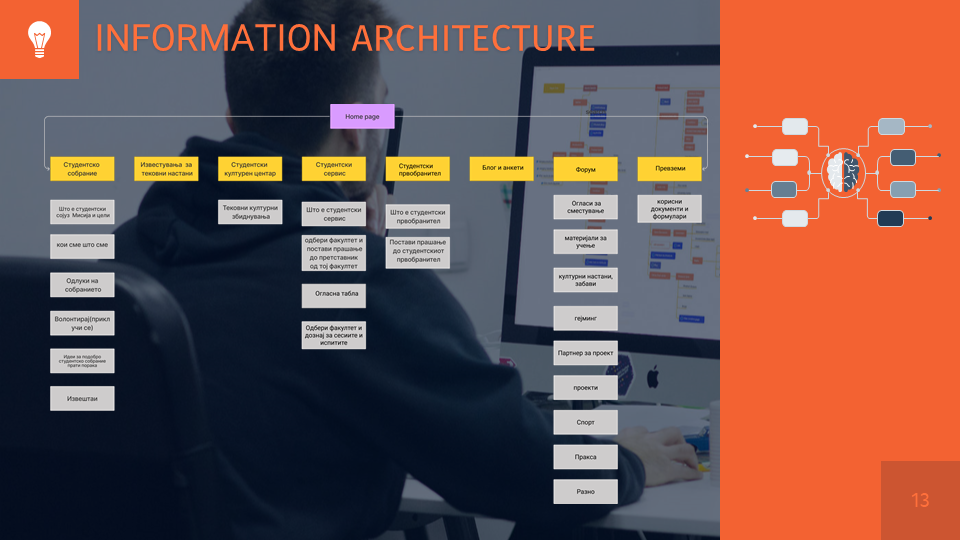 INFORMATION ARCHITECTURE
Home page
Студентско
собрание
Известувања за
тековни настани
Студентски
културен центар
Студентски
сервис
Студентски
првобранител
Блог и анкети
Форум
Превземи
Што е студентски
сојуз Мисија и цели
кои сме што сме
Одлуки на
собранието
Волонтирај(прикл
учи се)
Идеи за подобро
студентско собрание
прати порака
Извештаи
Тековни културни
збиднувања
Што е студентски
сервис
одбери факултет и
постави прашање
до претставник
од тој факултет
Огласна табла
Одбери факултет и
дознај за сесиите и
испитите
Што е студентски
првобранител
Постави прашање
до студентскиот
првобранител
Огласи за
сместување
материјали за
учење
културни настани,
забави
гејминг
Партнер за проект
проекти
Спорт
Пракса
Разно
корисни
документи и
формулари
13